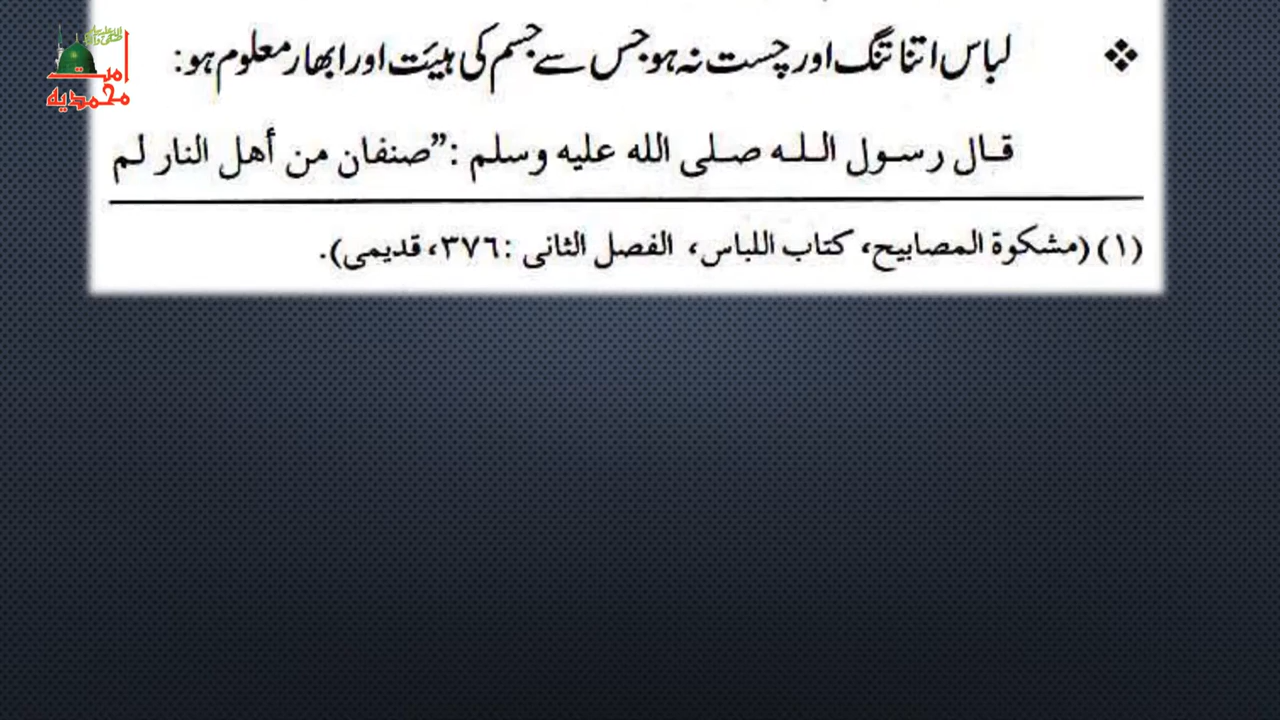 امت
محمدیہ
❖ لباس اتنا تنگ اور چست نہ ہو جس سے جسم کی ہیئت اور ابھار معلوم ہو:
قال رسول الله صلى الله عليه وسلم :”صنفان من أهل النار لم
(١) (مشكوة المصابيح، كتاب اللباس، الفصل الثانى :٣٧٦، قديمى).